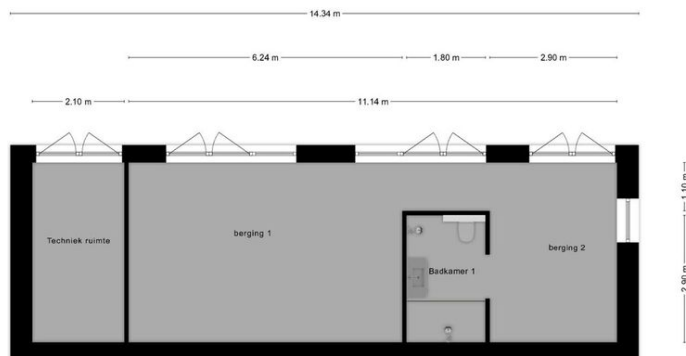 14.34 m
6.24 m
1.80 m
2.90 m
2.10 m
11.14 m
1.10 m
Techniek ruimte
berging 1
berging 2
Badkamer 1
2.90 m